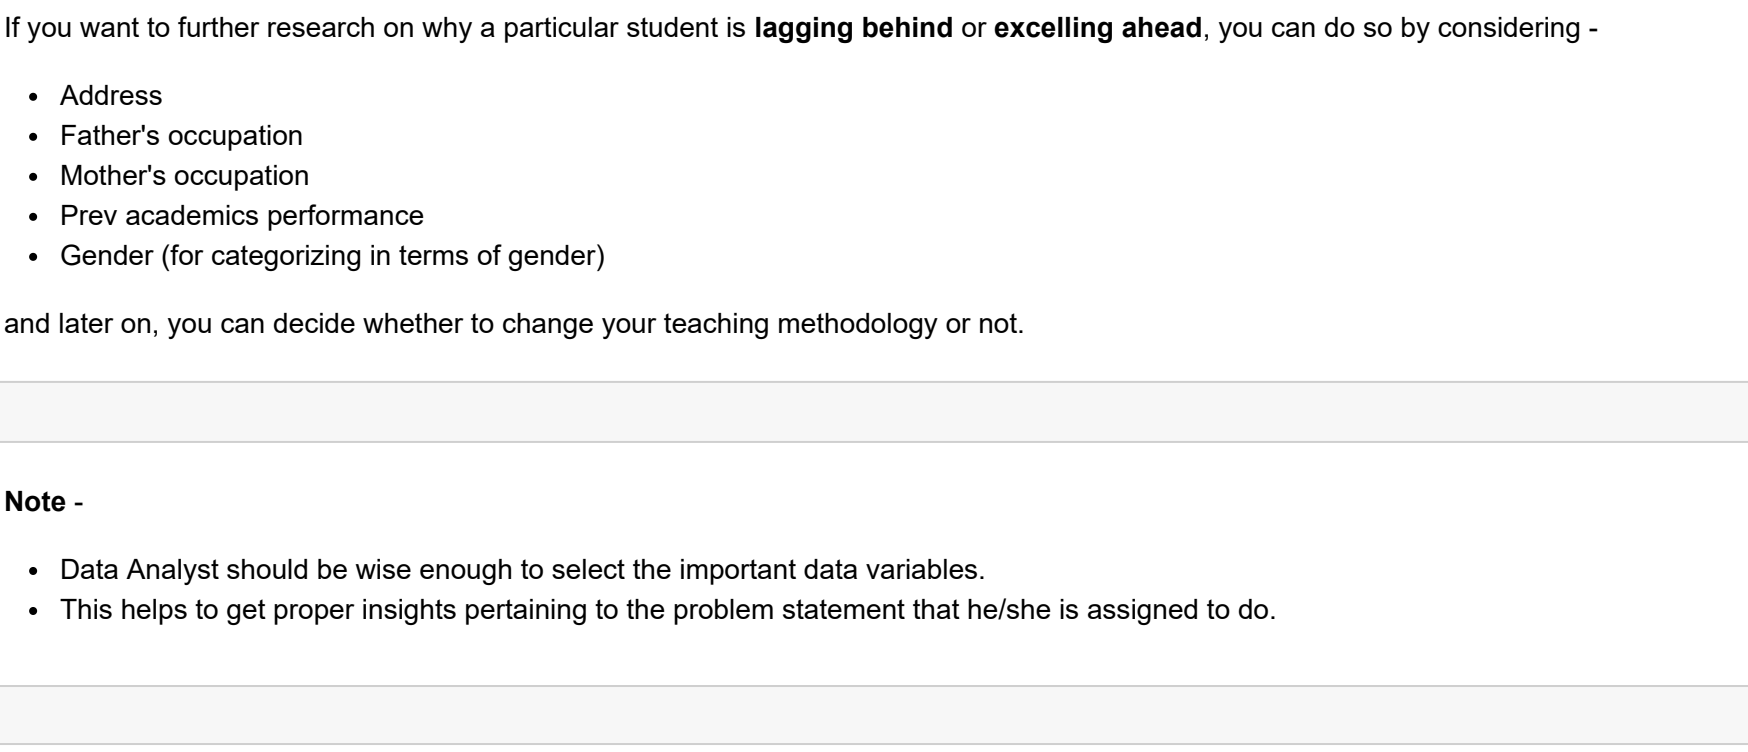 If you want to further research on why a particular student is lagging behind or excelling ahead, you can do so by considering -
• Address
• Father's occupation
• Mother's occupation
• Prev academics performance
• Gender (for categorizing in terms of gender)
and later on, you can decide whether to change your teaching methodology or not.
Note -
• Data Analyst should be wise enough to select the important data variables.
• This helps to get proper insights pertaining to the problem statement that he/she is assigned to do.